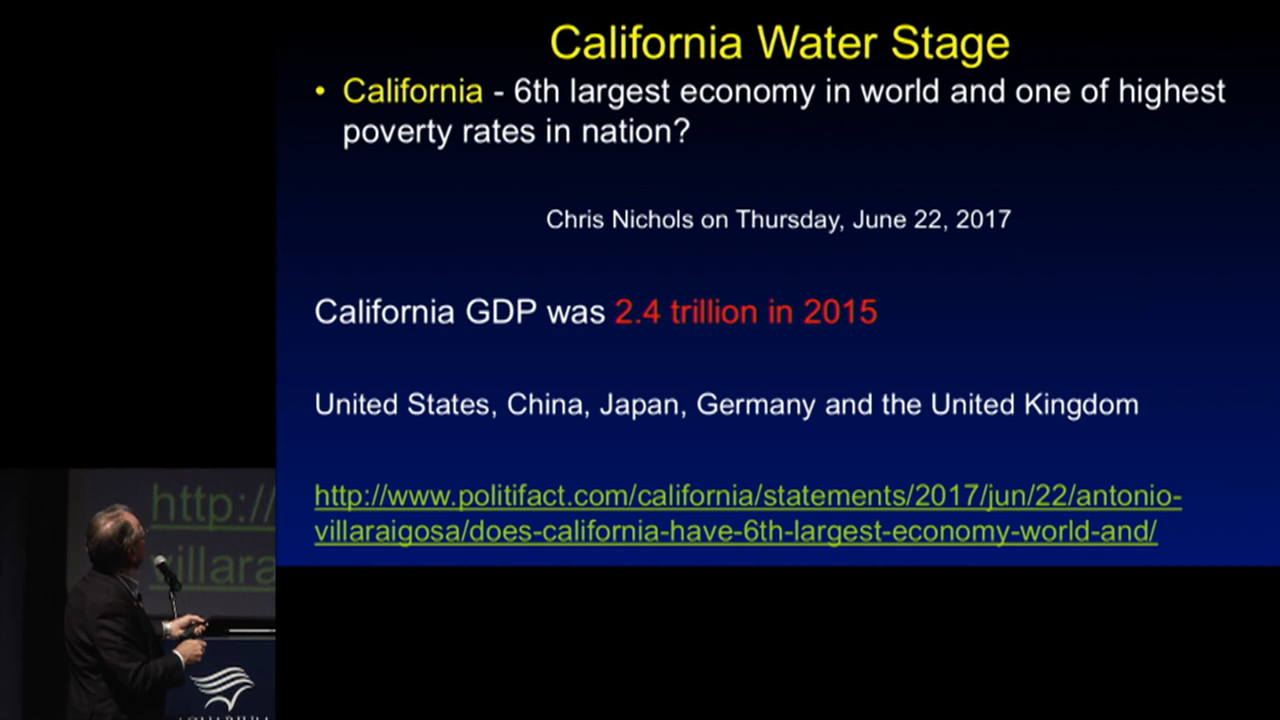 California Water Stage
• California - 6th largest economy in world and one of highest
poverty rates in nation?
Chris Nichols on Thursday, June 22, 2017
California GDP was 2.4 trillion in 2015
United States, China, Japan, Germany and the United Kingdom
http://www.politifact.com/california/statements/2017/jun/22/antonio-
villaraigosa/does-california-have-6th-largest-economy-world-and/
http://
villara